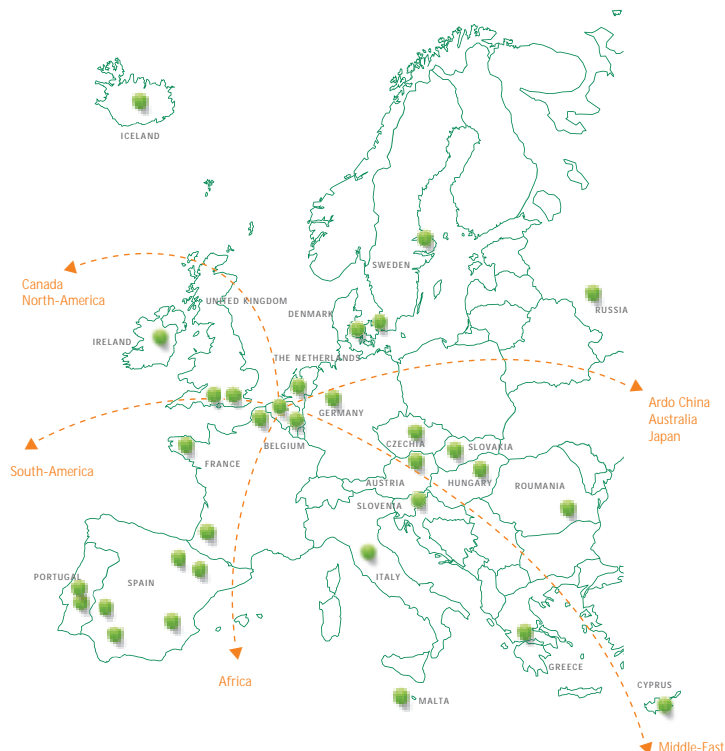 ICELAND
SWEDEN
Canada
North-America
UNITED KINGDOM
DENMARK
RUSSIA
IRELAND
THE NETHERLANDS
Ardo China
Australia
Japan
GERMANY
BELGIUM
CZECHIA
SLOVAKIA
South-America
FRANCE
AUSTRIA
HUNGARY
ROUMANIA
SLOVENIA
PORTUGAL
SPAIN
ITALY
GREECE
Africa
CYPRUS
MALTA
Middle-East